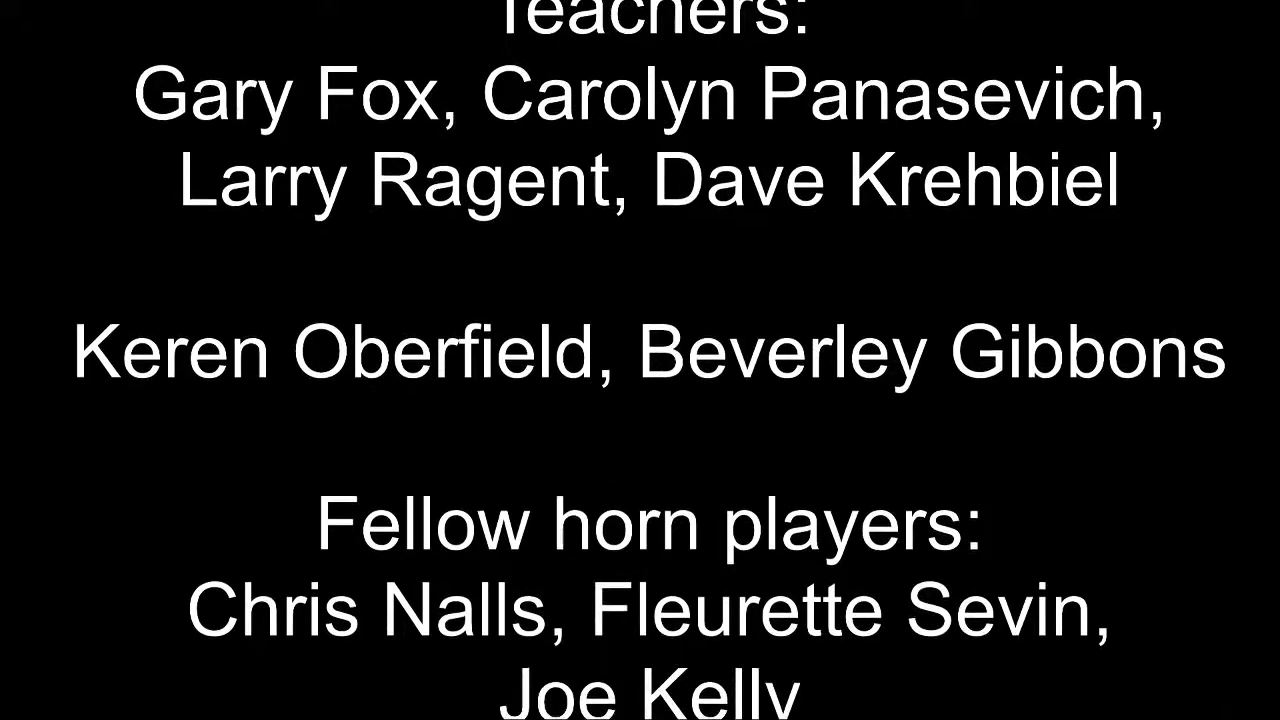 Teachers:
Gary Fox, Carolyn Panasevich,
Larry Ragent, Dave Krehbiel
Keren Oberfield, Beverley Gibbons
Fellow horn players:
Chris Nalls, Fleurette Sevin,
Joe Kelly